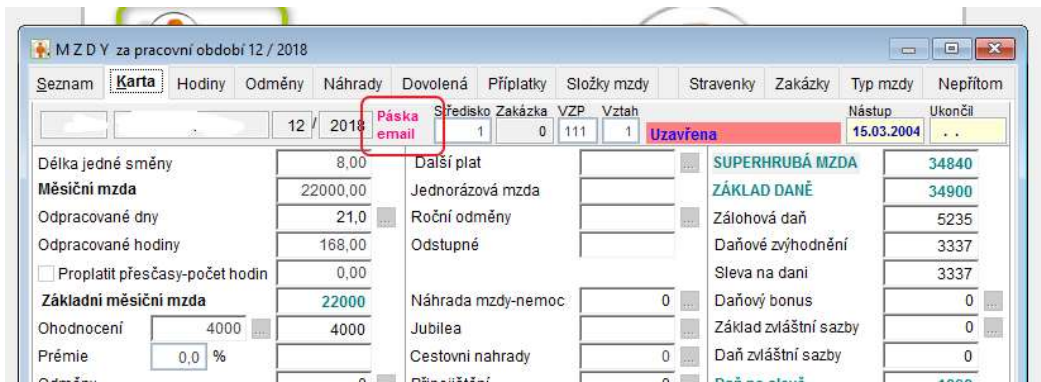 M Z D Y za pracovní období 12 / 2018
Seznam Karta Hodiny Odměny Náhrady Dovolená Příplatky Složky mzdy Stravenky Zakázky Typ mzdy Nepřítom
Středisko Zakázka VZP Vztah Nástup Ukončil
12 / 2018 Páska email 1 0 111 1 Uzavřena 15.03.2004 . .
Délka jedné směny 8,00 Další plat ... SUPERHRUBÁ MZDA 34840
Měsíční mzda 22000,00 Jednorázová mzda ZÁKLAD DANĚ 34900
Odpracované dny 21,0 ... Roční odměny ... Zálohová daň 5235
Odpracované hodiny 168,00 Odstupné Daňové zvýhodnění 3337
Proplatit přesčasy-počet hodin 0,00 Sleva na dani 3337
Základní měsíční mzda 22000 Náhrada mzdy-nemoc 0 ... Daňový bonus 0 ...
Ohodnocení 4000 ... 4000 Jubilea ... Základ zvláštní sazby 0 ...
Prémie 0,0 % Cestovni nahrady 0 ... Daň zvláštní sazby 0